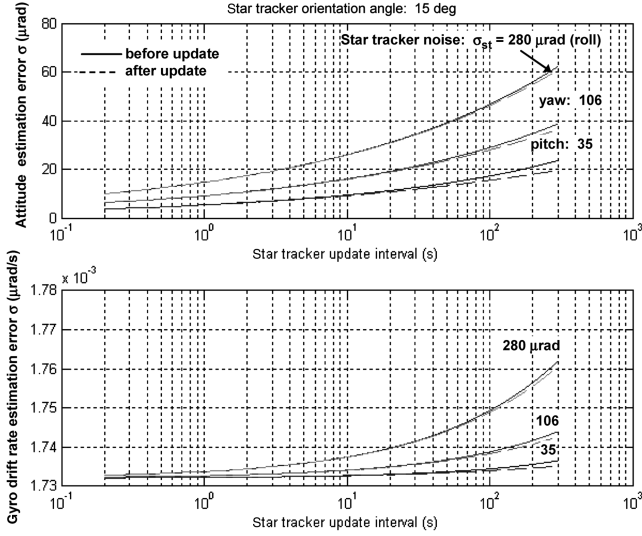 Star tracker orientation angle: 15 deg
Attitude estimation error σ (μrad)
80
60
40
20
0
before update
after update
Star tracker noise: σst = 280 μrad (roll)
yaw: 106
pitch: 35
10-1 100 101 102 103
Star tracker update interval (s)
x 10-3
Gyro drift rate estimation error σ (μrad/s)
1.78
1.77
1.76
1.75
1.74
1.73
280 μrad
106
35
10-1 100 101 102 103
Star tracker update interval (s)